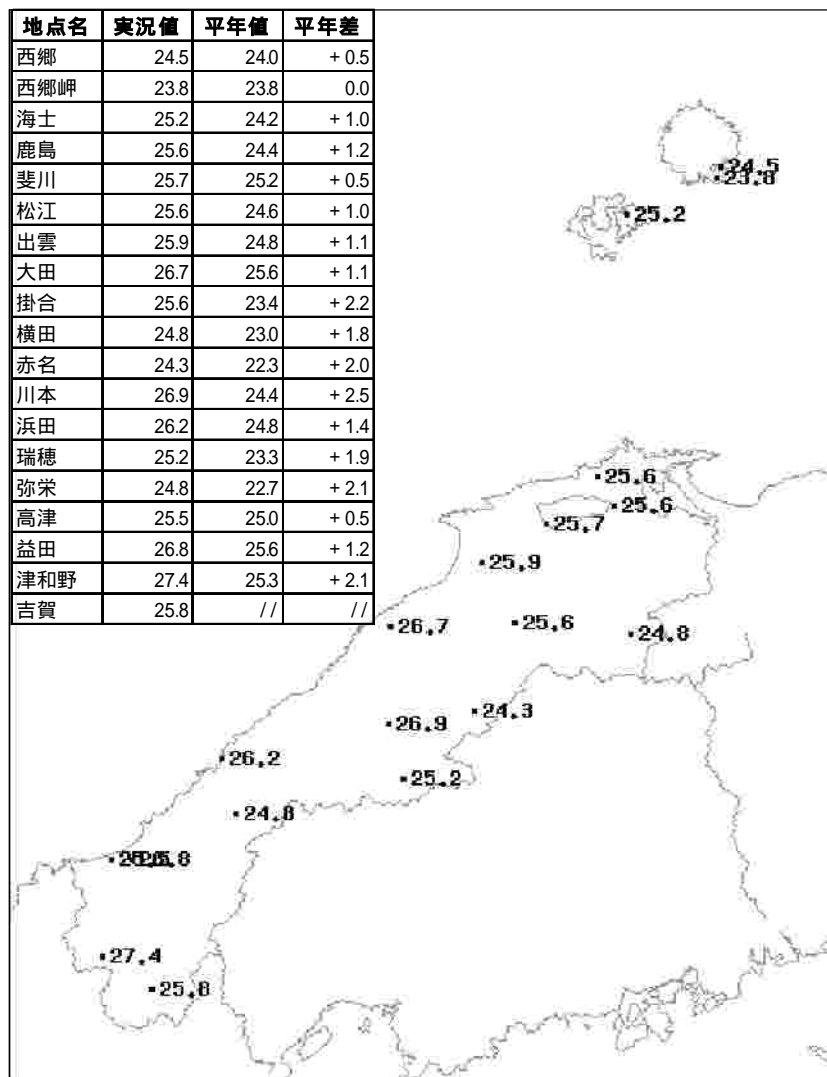 地点名 実況値 平年値 平年差
西郷 24.5 24.0 + 0.5
西郷岬 23.8 23.8 0.0
海士 25.2 24.2 + 1.0
鹿島 25.6 24.4 + 1.2
斐川 25.7 25.2 + 0.5
松江 25.6 24.6 + 1.0
出雲 25.9 24.8 + 1.1
大田 26.7 25.6 + 1.1
掛合 25.6 23.4 + 2.2
横田 24.8 23.0 + 1.8
赤名 24.3 22.3 + 2.0
川本 26.9 24.4 + 2.5
浜田 26.2 24.8 + 1.4
瑞穂 25.2 23.3 + 1.9
弥栄 24.8 22.7 + 2.1
高津 25.5 25.0 + 0.5
益田 26.8 25.6 + 1.2
津和野 27.4 25.3 + 2.1
吉賀 25.8 // //
24.5
23.8
25.2
25.6
25.6
25.7
25.9
26.7
25.6
24.8
24.3
26.9
26.2
25.2
24.8
27.4
25.8